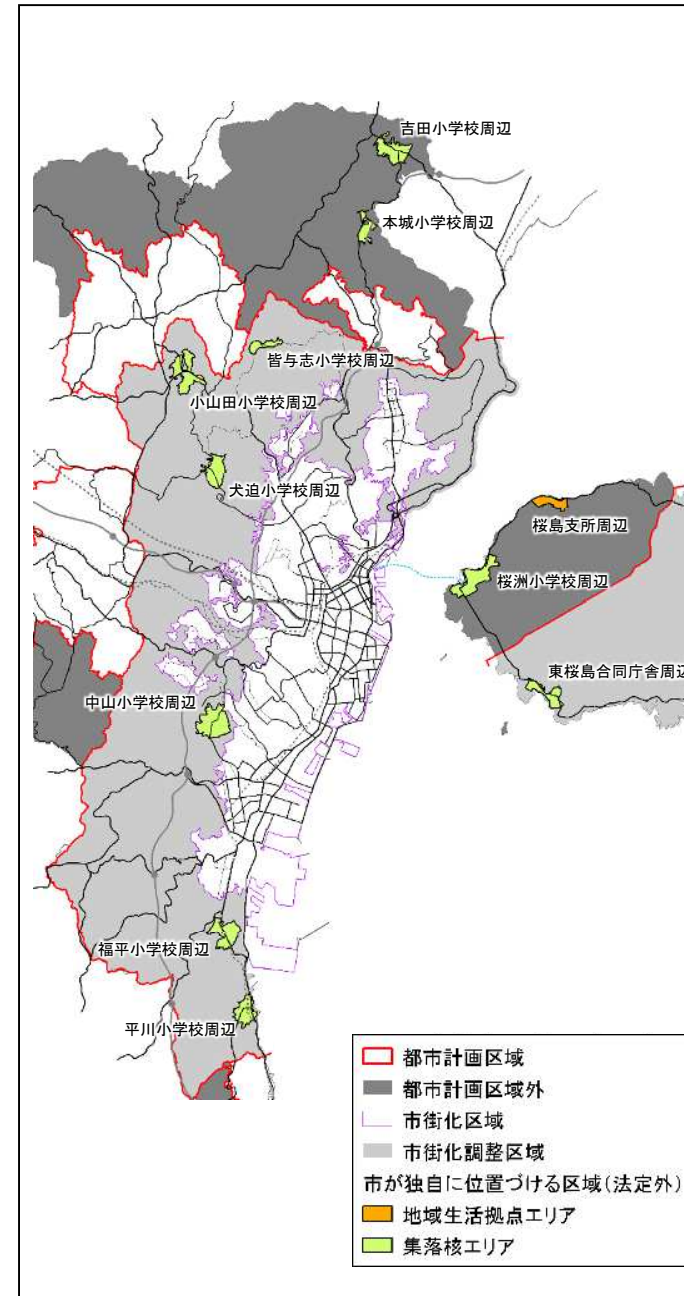 吉田小学校周辺
本城小学校周辺
皆与志小学校周辺
小山田小学校周辺
犬迫小学校周辺
桜島支所周辺
桜洲小学校周辺
東桜島合同庁舎周辺
中山小学校周辺
福平小学校周辺
平川小学校周辺
都市計画区域
都市計画区域外
市街化区域
市街化調整区域
市が独自に位置づける区域(法定外)
地域生活拠点エリア
集落核エリア